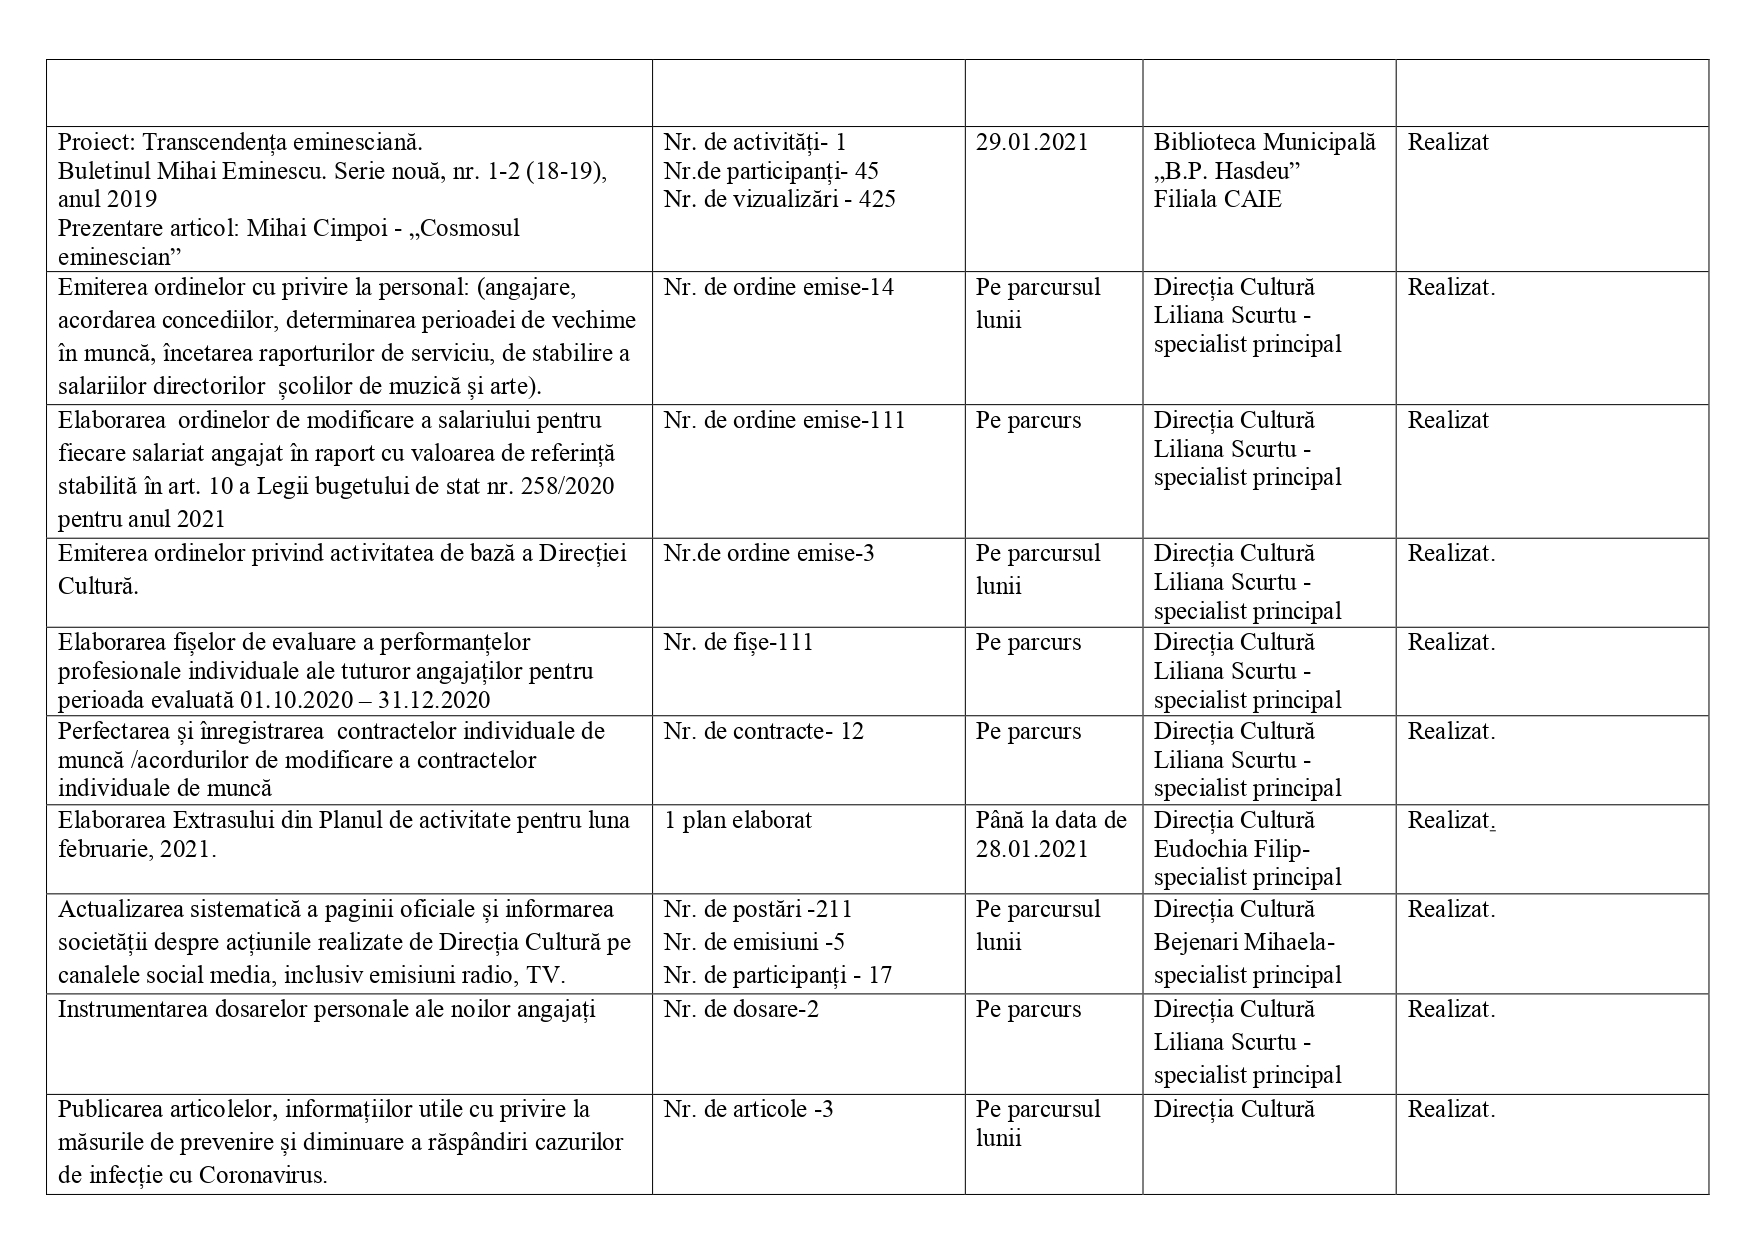 Proiect: Transcendența eminesciană.
Buletinul Mihai Eminescu. Serie nouă, nr. 1-2 (18-19),
anul 2019
Prezentare articol: Mihai Cimpoi - „Cosmosul
eminescian”
Nr. de activități- 1
Nr.de participanți- 45
Nr. de vizualizări - 425
29.01.2021
Biblioteca Municipală
„B.P. Hasdeu”
Filiala CAIE
Realizat
Emiterea ordinelor cu privire la personal: (angajare,
acordarea concediilor, determinarea perioadei de vechime
în muncă, încetarea raporturilor de serviciu, de stabilire a
salariilor directorilor  școlilor de muzică și arte).
Nr. de ordine emise-14
Pe parcursul
lunii
Direcția Cultură
Liliana Scurtu -
specialist principal
Realizat.
Elaborarea  ordinelor de modificare a salariului pentru
fiecare salariat angajat în raport cu valoarea de referință
stabilită în art. 10 a Legii bugetului de stat nr. 258/2020
pentru anul 2021
Nr. de ordine emise-111
Pe parcurs
Direcția Cultură
Liliana Scurtu -
specialist principal
Realizat
Emiterea ordinelor privind activitatea de bază a Direcției
Cultură.
Nr.de ordine emise-3
Pe parcursul
lunii
Direcția Cultură
Liliana Scurtu -
specialist principal
Realizat.
Elaborarea fișelor de evaluare a performanțelor
profesionale individuale ale tuturor angajaților pentru
perioada evaluată 01.10.2020 – 31.12.2020
Nr. de fișe-111
Pe parcurs
Direcția Cultură
Liliana Scurtu -
specialist principal
Realizat.
Perfectarea și înregistrarea  contractelor individuale de
muncă /acordurilor de modificare a contractelor
individuale de muncă
Nr. de contracte- 12
Pe parcurs
Direcția Cultură
Liliana Scurtu -
specialist principal
Realizat.
Elaborarea Extrasului din Planul de activitate pentru luna
februarie, 2021.
1 plan elaborat
Până la data de
28.01.2021
Direcția Cultură
Eudochia Filip-
specialist principal
Realizat.
Actualizarea sistematică a paginii oficiale și informarea
societății despre acțiunile realizate de Direcția Cultură pe
canalele social media, inclusiv emisiuni radio, TV.
Nr. de postări -211
Nr. de emisiuni -5
Nr. de participanți - 17
Pe parcursul
lunii
Direcția Cultură
Bejenari Mihaela-
specialist principal
Realizat.
Instrumentarea dosarelor personale ale noilor angajați
Nr. de dosare-2
Pe parcurs
Direcția Cultură
Liliana Scurtu -
specialist principal
Realizat.
Publicarea articolelor, informațiilor utile cu privire la
măsurile de prevenire și diminuare a răspândiri cazurilor
de infecție cu Coronavirus.
Nr. de articole -3
Pe parcursul
lunii
Direcția Cultură
Realizat.